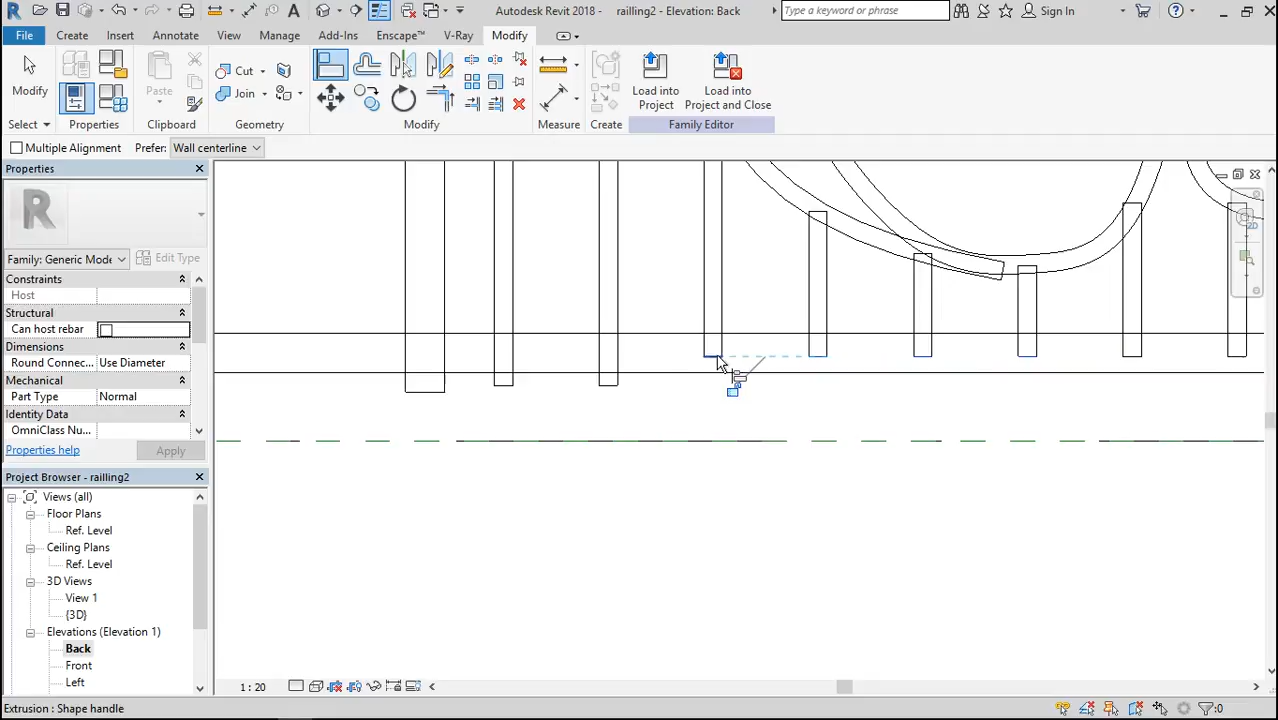 Autodesk Revit 2018 - railling2 - Elevation: Back
Type a keyword or phrase
Sign In
File Create Insert Annotate View Manage Add-Ins Enscape™ V-Ray Modify
Modify
Paste
Cut
Join
Load into Project
Load into Project and Close
Select Properties Clipboard Geometry Modify Measure Create Family Editor
Multiple Alignment Prefer: Wall centerline
Properties
Family: Generic Mode
Edit Type
Constraints
Host
Structural
Can host rebar
Dimensions
Round Connec... Use Diameter
Mechanical
Part Type Normal
Identity Data
OmniClass Nu...
Properties help Apply
Project Browser - railling2
Views (all)
Floor Plans
Ref. Level
Ceiling Plans
Ref. Level
3D Views
View 1
{3D}
Elevations (Elevation 1)
Back
Front
Left
1 : 20
2D
Extrusion : Shape handle
:0